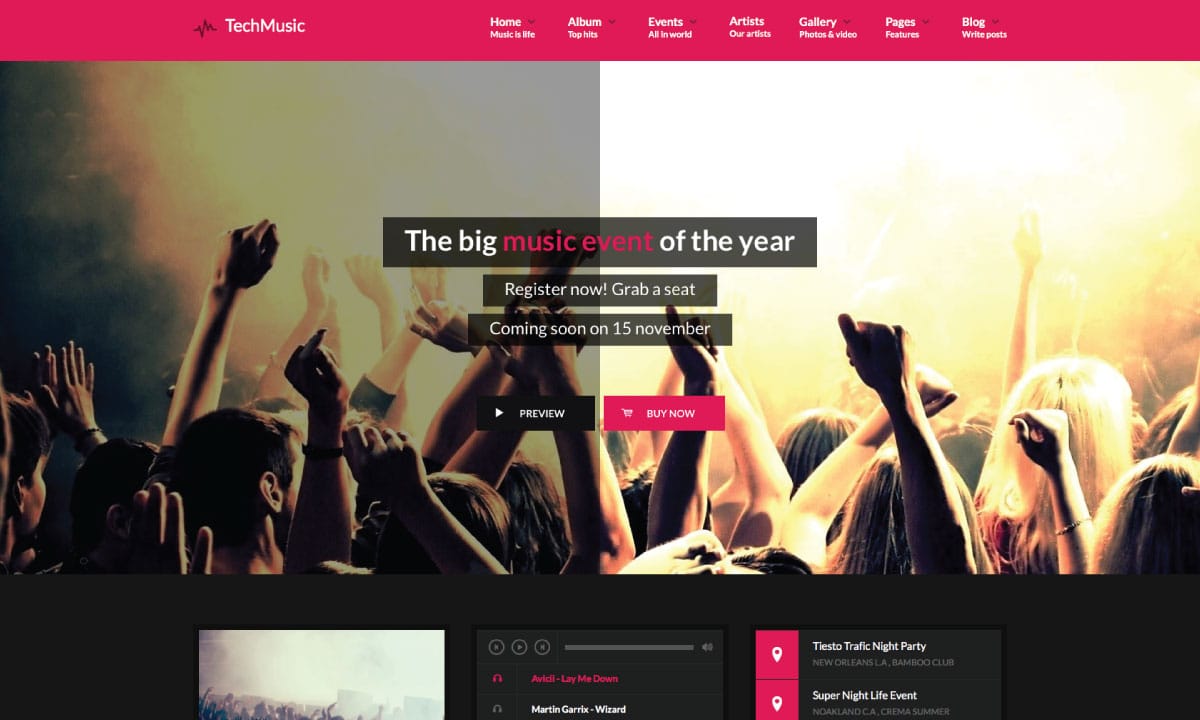 TechMusic
Home Album Events Artists Gallery Pages Blog
Music is life Top hits All in world Our artists Photos & video Features Write posts
The big music event of the year
Register now! Grab a seat
Coming soon on 15 november
PREVIEW BUY NOW
Avicii - Lay Me Down
Martin Garrix - Wizard
Tiesto Trafic Night Party
NEW ORLEANS L.A , BAMBOO CLUB
Super Night Life Event
NOAKLAND C.A , CREMA SUMMER